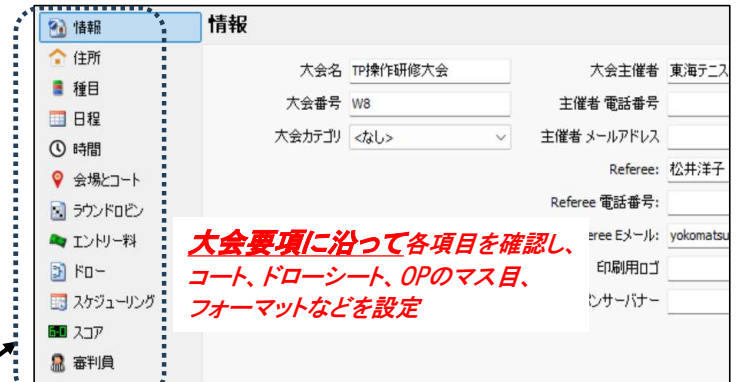 情報
住所
種目
日程
時間
会場とコート
ラウンドロビン
エントリー料
ドロー
スケジューリング
6-0 スコア
審判員
情報
大会名 TP操作研修大会
大会番号 W8
大会カテゴリ <なし>
大会主催者 東海テニス
主催者 電話番号
主催者 メールアドレス
Referee: 松井洋子
Referee 電話番号:
eree Eメール: yokomatsu
印刷用ロゴ
ンサーバナー
大会要項に沿って各項目を確認し、
コート、ドローシート、OPのマス目、
フォーマットなどを設定